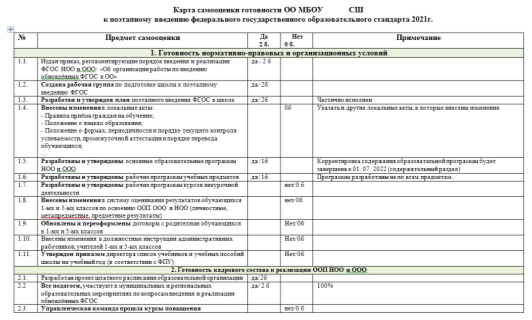 Карта самооценки готовности ОО МБОУ СШ
к поэтапному введению федерального государственного образовательного стандарта 2021г.
№ Предмет самооценки Да Нет Примечание
2 б. 0 б.
1. Готовность нормативно-правовых и организационных условий
1.1. Издан приказ, регламентирующие порядок введения и реализации да/ 2 б
ФГОС НОО и ООО: «Об организации работы по введению
обновлённых ФГОС в ОО»
1.2. Создана рабочая группа по подготовке школы к поэтапному да/2б
введению ФГОС
1.3. Разработан и утвержден план поэтапного введения ФГОС в школе да/2б Частично исполнен
1.4. Внесены изменения в локальные акты: 0б Указать и другие локальные акты, в которые внесены изменения
- Правила приёма граждан на обучение;
- Положение о языках образования;
- Положение о формах, периодичности и порядке текущего контроля
успеваемости, промежуточной аттестации и порядке перевода
обучающихся;
1.5. Разработаны и утверждены основные образовательные программы да /1б Корректировка содержания образовательной программы будет
НОО и ООО завершена к 01. 07. 2022 (содержательный раздел)
1.6. Разработаны и утверждены рабочие программы учебных предметов да/ 1б Программы разработаны не по всем предметам.
1.7. Разработаны и утверждены рабочие программы курсов внеурочной нет/0 б
деятельности
1.8. Внесены изменения в систему оценивания результатов обучающихся нет/0б
1-ых и 5-ых классов по освоению ООП ООО и НОО (личностные,
метапредметные, предметные результаты)
1.9. Обновлены и переоформлены договоры с родителями обучающихся Нет/0 б
в 1-ых и 5-ых классов
1.10. Внесены изменения в должностные инструкции административных Нет/0б
работников, учителей 1-ых и 5-ых классов
1.11. Утвержден приказом директора список учебников и учебных пособий Нет/0б
школы на учебный год (в соответствие с ФПУ)
2. Готовность кадрового состава к реализации ООП НОО и ООО
2.1. Разработан проект штатного расписания образовательной организации да/2б
2.2 Все педагоги, участвуют в муниципальных и региональных да/ 2 б 100%
образовательных мероприятиях по вопросам введения и реализации
обновлённых ФГОС
2.3. Управленческая команда прошла курсы повышения нет/0 б